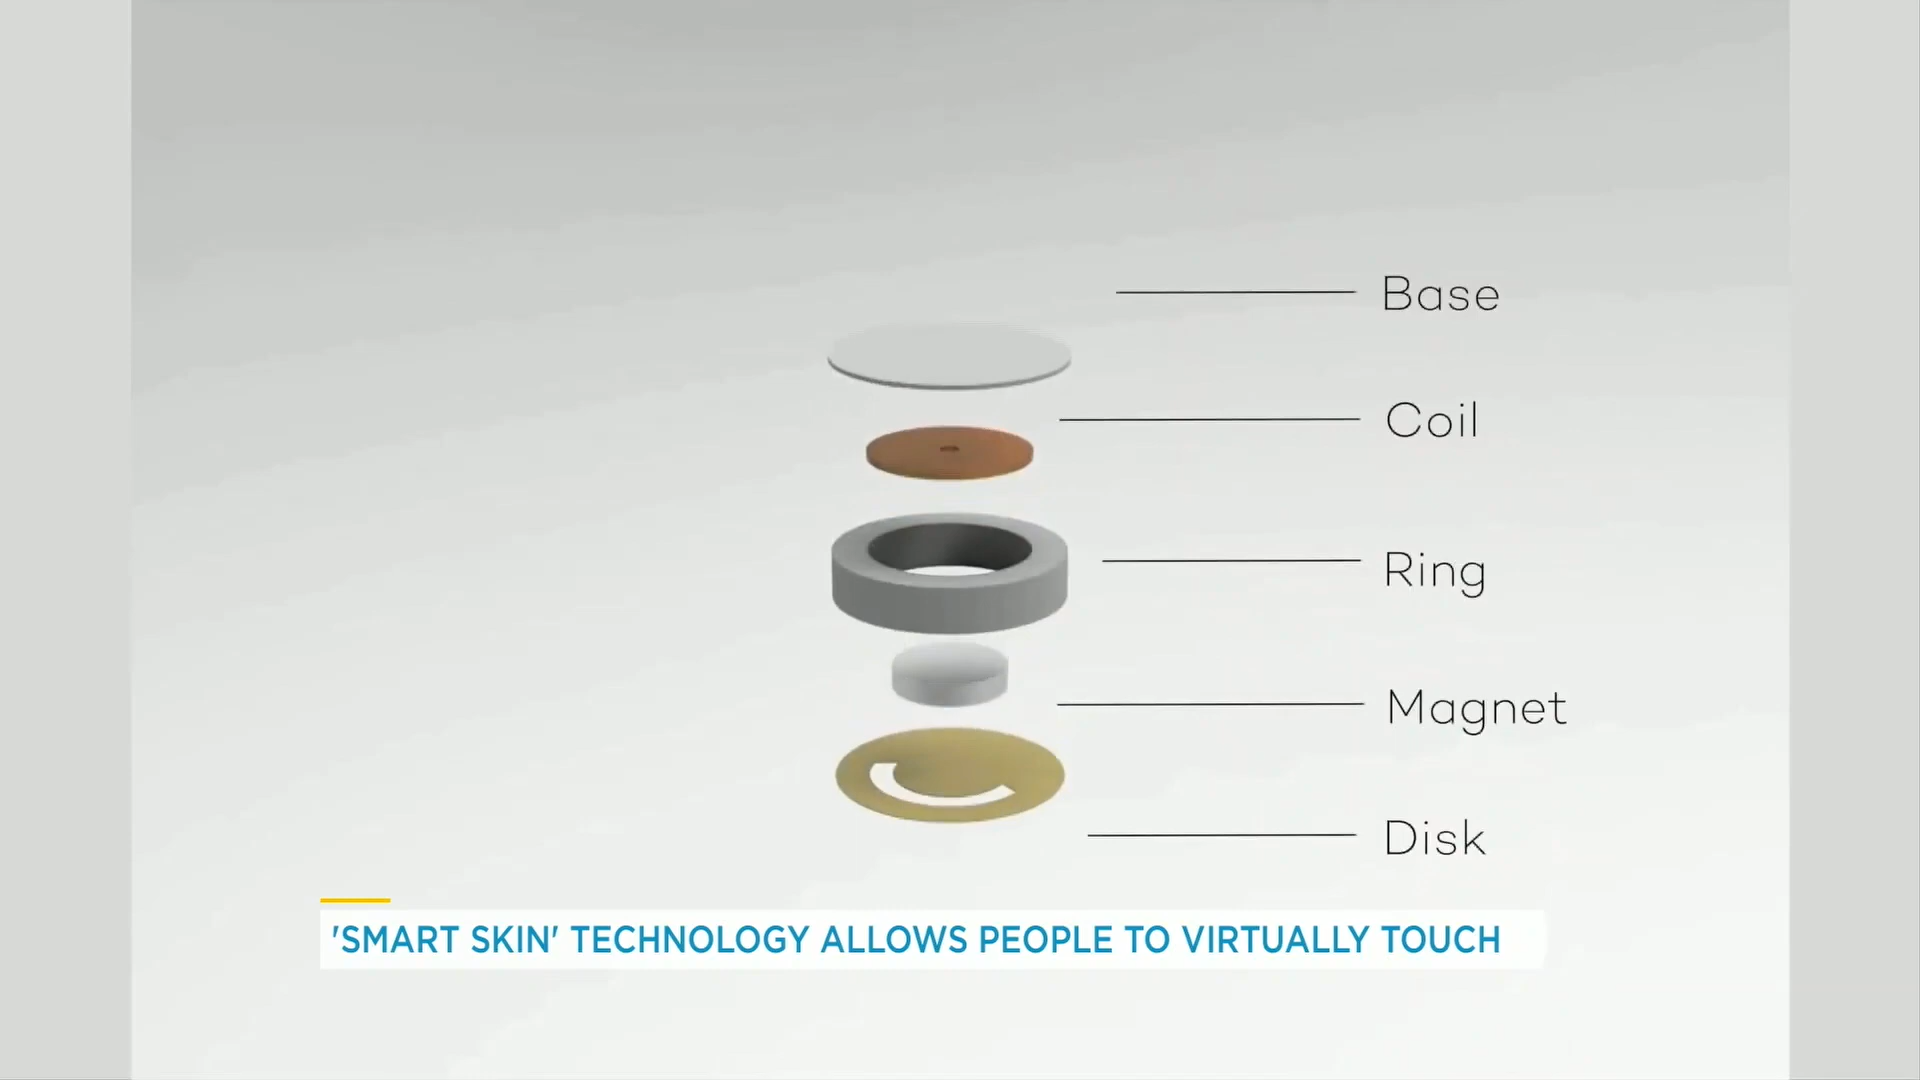 Base
Coil
Ring
Magnet
Disk
'SMART SKIN' TECHNOLOGY ALLOWS PEOPLE TO VIRTUALLY TOUCH